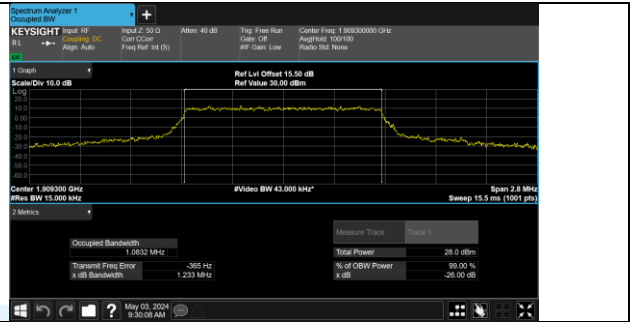 Spectrum Analyzer 1
Occupied BW
KEYSIGHT Input: RF Input Z: 50 Ω Atten: 40 dB Trig: Free Run Center Freq: 1.909300000 GHz
RL Coupling: DC Corr CCorr Gate: Off Avg|Hold: 100/100
Align: Auto Freq Ref: Int (S) #IF Gain: Low Radio Std: None
1 Graph
Ref Lvl Offset 15.50 dB
Scale/Div 10.0 dB Ref Value 30.00 dBm
Log
20.0
10.0
0.00
-10.0
-20.0
-30.0
-40.0
-50.0
-60.0
Center 1.909300 GHz #Video BW 43.000 kHz* Span 2.8 MHz
#Res BW 15.000 kHz Sweep 15.5 ms (1001 pts)
2 Metrics
Measure Trace Trace 1
Occupied Bandwidth
1.0832 MHz Total Power 28.0 dBm
Transmit Freq Error -365 Hz % of OBW Power 99.00 %
x dB Bandwidth 1.233 MHz x dB -26.00 dB
May 03, 2024
9:30:08 AM